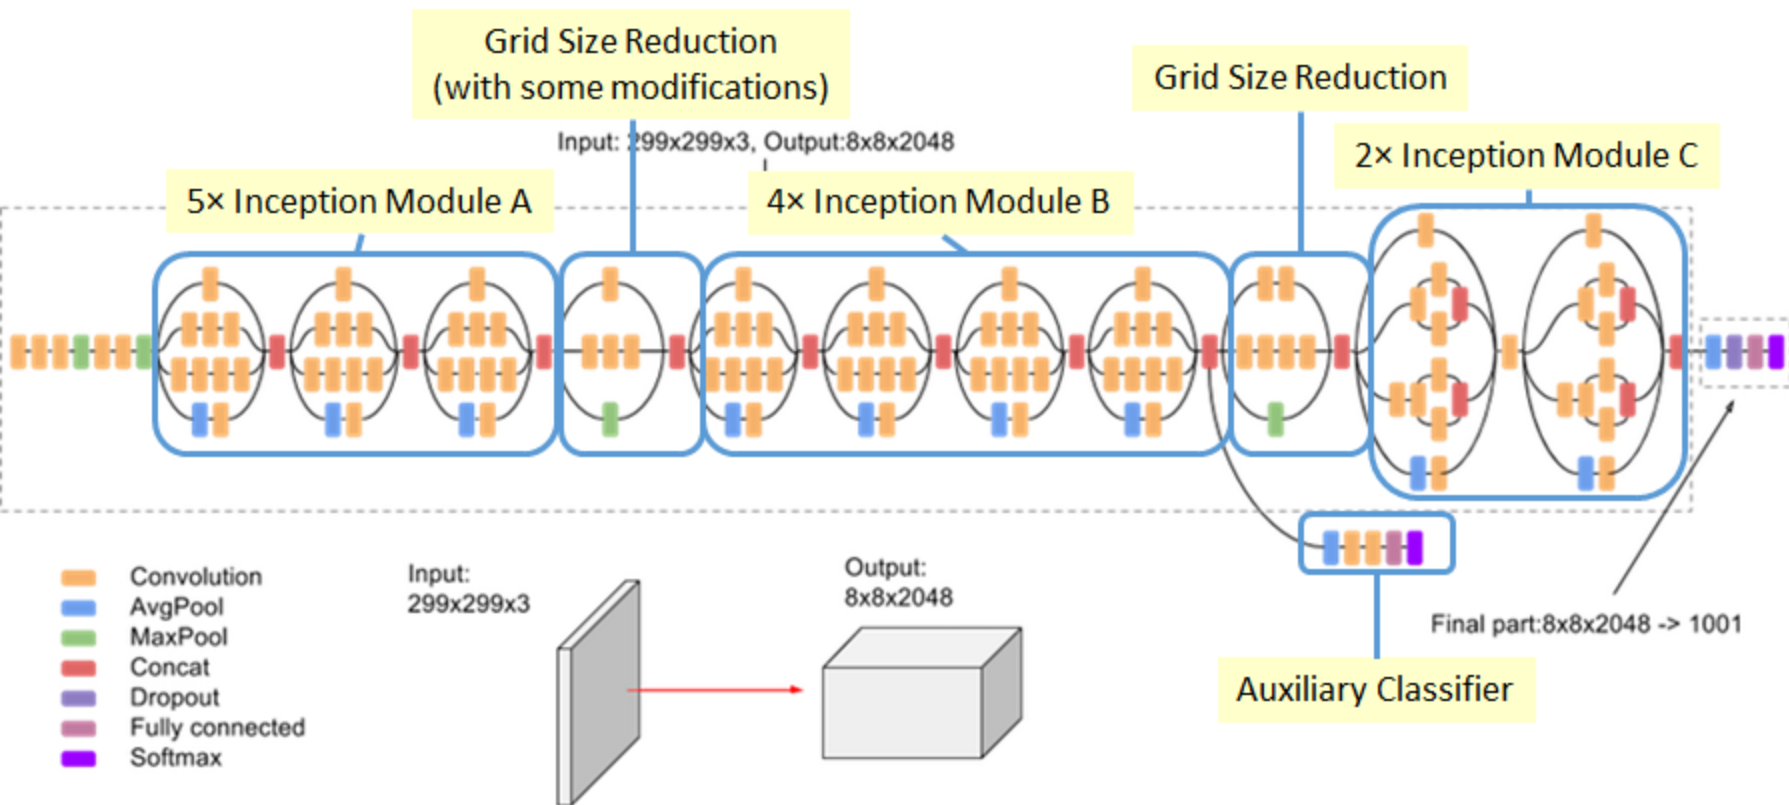 Grid Size Reduction
(with some modifications)
Grid Size Reduction
Input: 299x299x3, Output:8x8x2048
2× Inception Module C
5× Inception Module A
4× Inception Module B
Convolution
AvgPool
MaxPool
Concat
Dropout
Fully connected
Softmax
Input:
299x299x3
Output:
8x8x2048
Final part:8x8x2048 -> 1001
Auxiliary Classifier